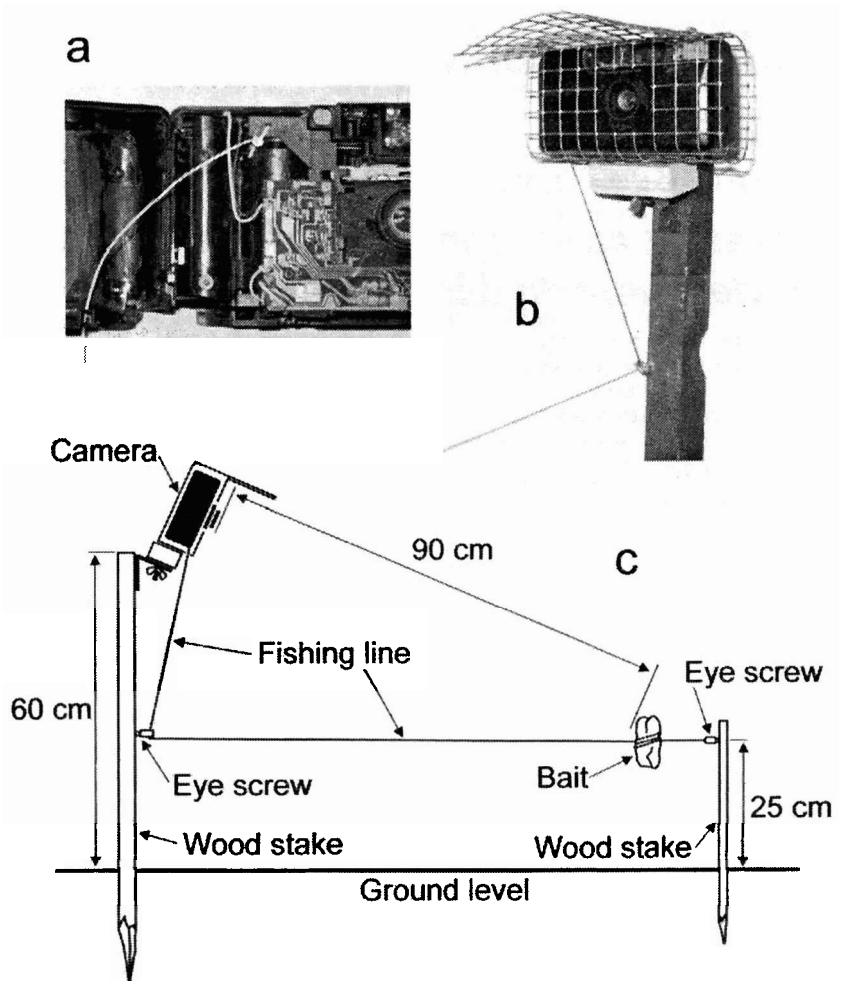 a
b
Camera
90 cm
c
Fishing line
Eye screw
60 cm
Eye screw
Bait
25 cm
Wood stake
Wood stake
Ground level